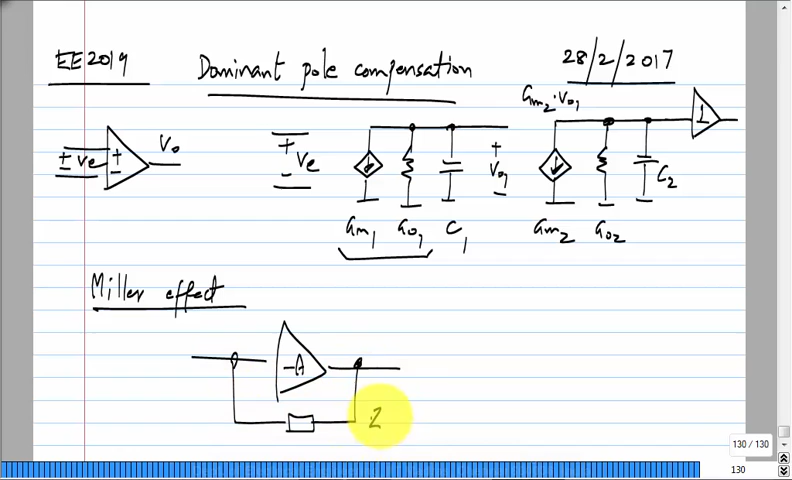 EE2019 Dominant pole compensation 28/2/2017
Gm2·Vo1
+ - Ve + - Vo
+ Ve -
+ Vo1 -
C2
1
Gm1 Go1 C1 Gm2 Go2
Miller effect
-A
Z
130 / 130
130